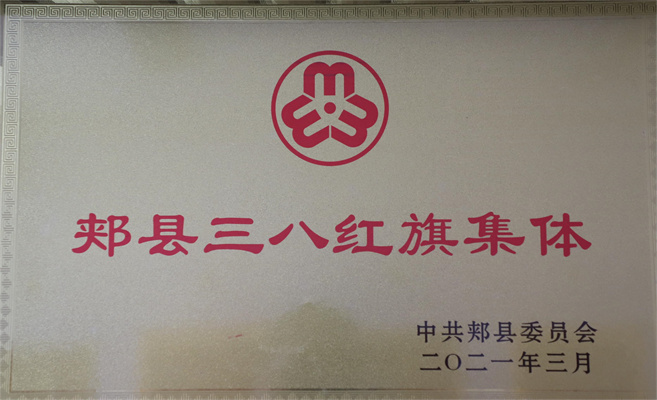 郏县三八红旗集体
中共郏县委员会
二〇二一年三月